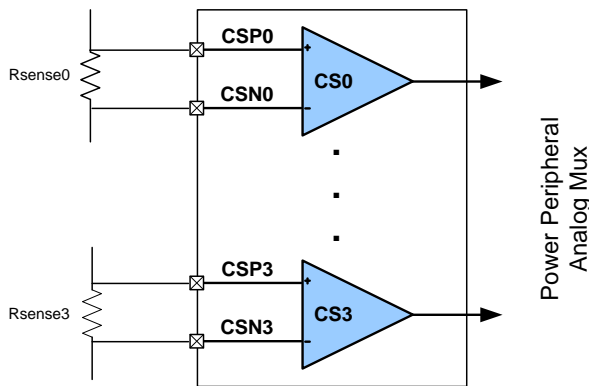 CSP0
+
Rsense0
CS0
CSN0
-
Power Peripheral
Analog Mux
CSP3
+
Rsense3
CS3
CSN3
-